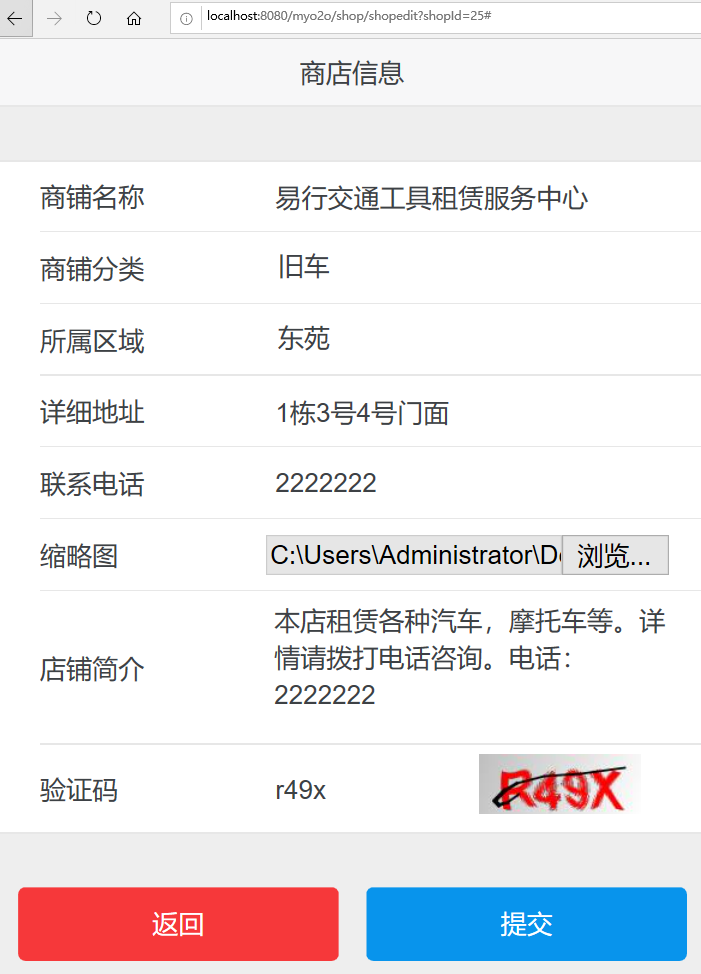 localhost:8080/myo2o/shop/shopedit?shopId=25#
商店信息
商铺名称 易行交通工具租赁服务中心
商铺分类 旧车
所属区域 东苑
详细地址 1栋3号4号门面
联系电话 2222222
缩略图 C:\Users\Administrator\De 浏览...
店铺简介 本店租赁各种汽车，摩托车等。详
情请拨打电话咨询。电话：
2222222
验证码 r49x R49X
返回 提交